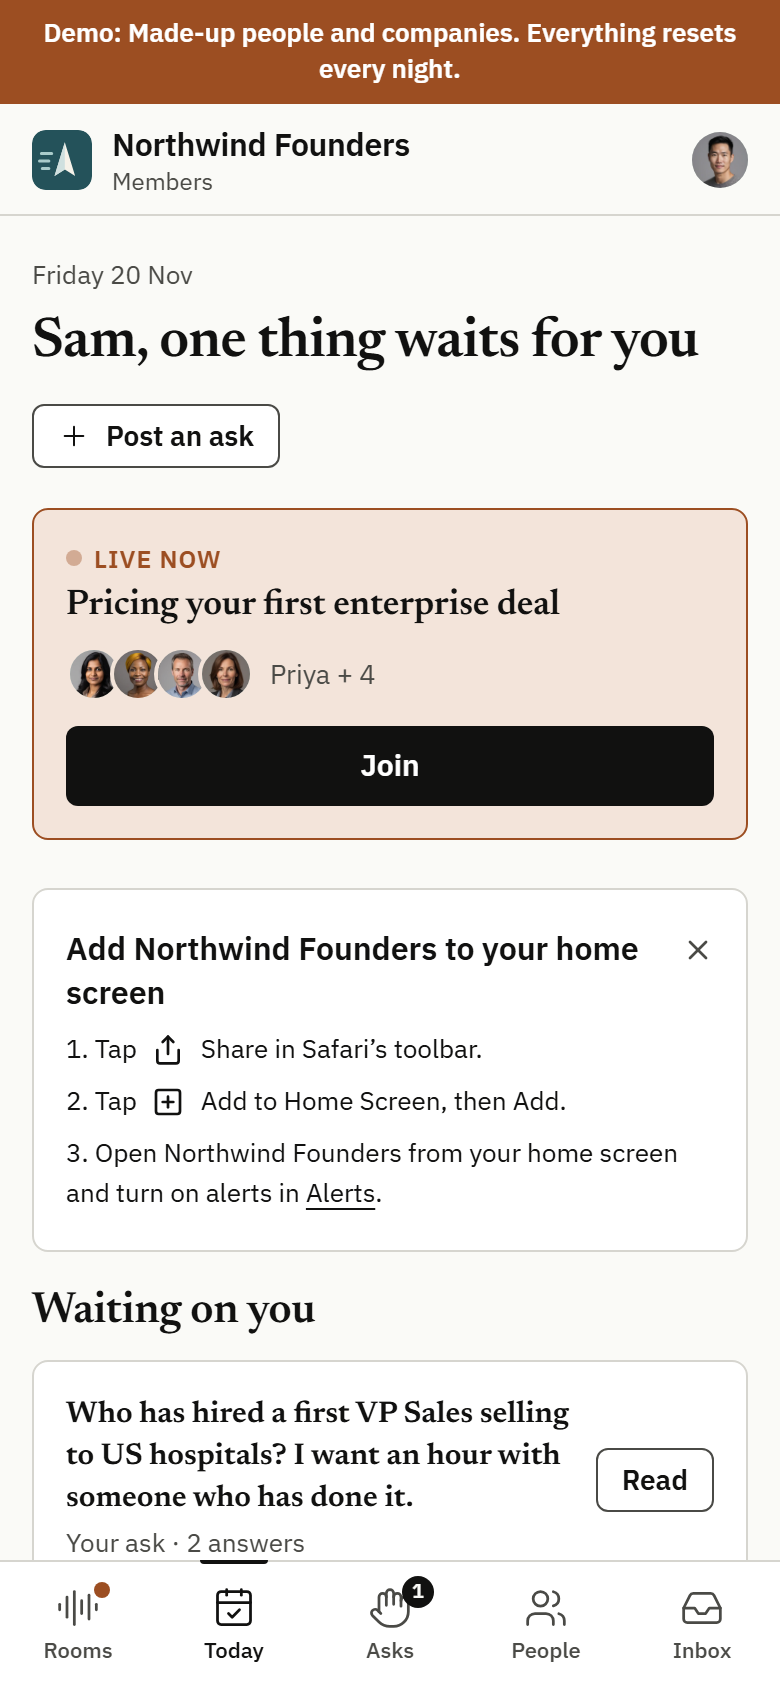 Demo: Made-up people and companies. Everything resets
every night.
Northwind Founders
Members
Friday 20 Nov
Sam, one thing waits for you
Post an ask
LIVE NOW
Pricing your first enterprise deal
Priya + 4
Join
Add Northwind Founders to your home
screen
1. Tap Share in Safari’s toolbar.
2. Tap Add to Home Screen, then Add.
3. Open Northwind Founders from your home screen
and turn on alerts in Alerts.
Waiting on you
Who has hired a first VP Sales selling
to US hospitals? I want an hour with
someone who has done it.
Read
Your ask · 2 answers
1
Rooms
Today
Asks
People
Inbox